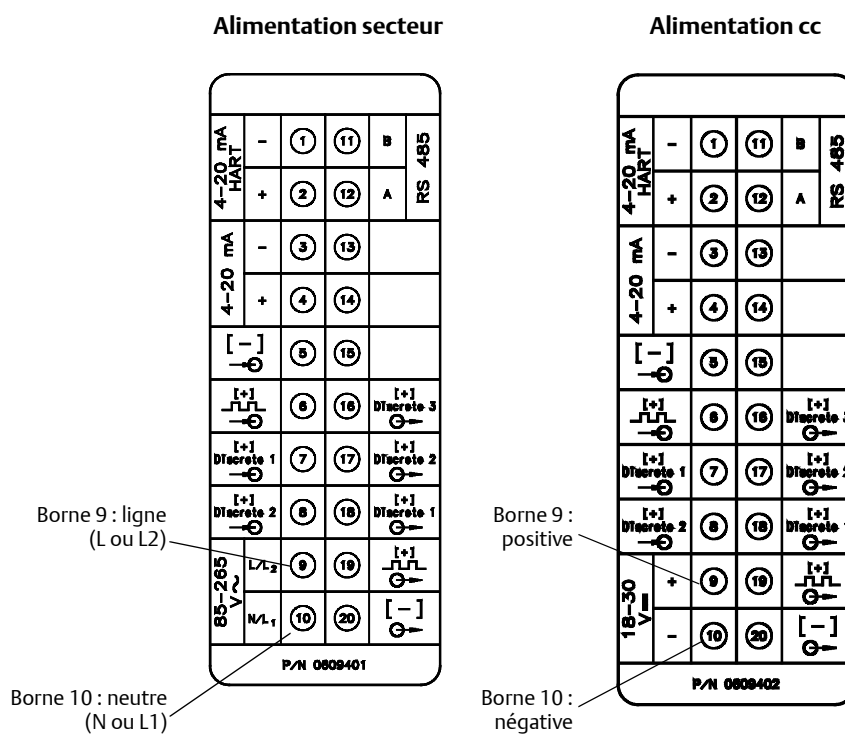 Alimentation secteur
4–20 mA HART
- 1 11 B
+ 2 12 A
RS 485
4–20 mA
- 3 13
+ 4 14
[-] 5 15
[+] 6 16 [+] Discrete 3
[+] Discrete 1 7 17 [+] Discrete 2
[+] Discrete 2 8 18 [+] Discrete 1
85–265 V~
L/L2 9 19 [+]
N/L1 10 20 [-]
P/N 0609401
Borne 9 : ligne
(L ou L2)
Borne 10 : neutre
(N ou L1)
Alimentation cc
4–20 mA HART
- 1 11 B
+ 2 12 A
RS 485
4–20 mA
- 3 13
+ 4 14
[-] 5 15
[+] 6 16 [+] Discrete 3
[+] Discrete 1 7 17 [+] Discrete
[+] Discrete 2 8 18 [+] Discrete
18–30 V
+ 9 19 [+]
- 10 20 [-]
P/N 0609402
Borne 9 :
positive
Borne 10 :
négative